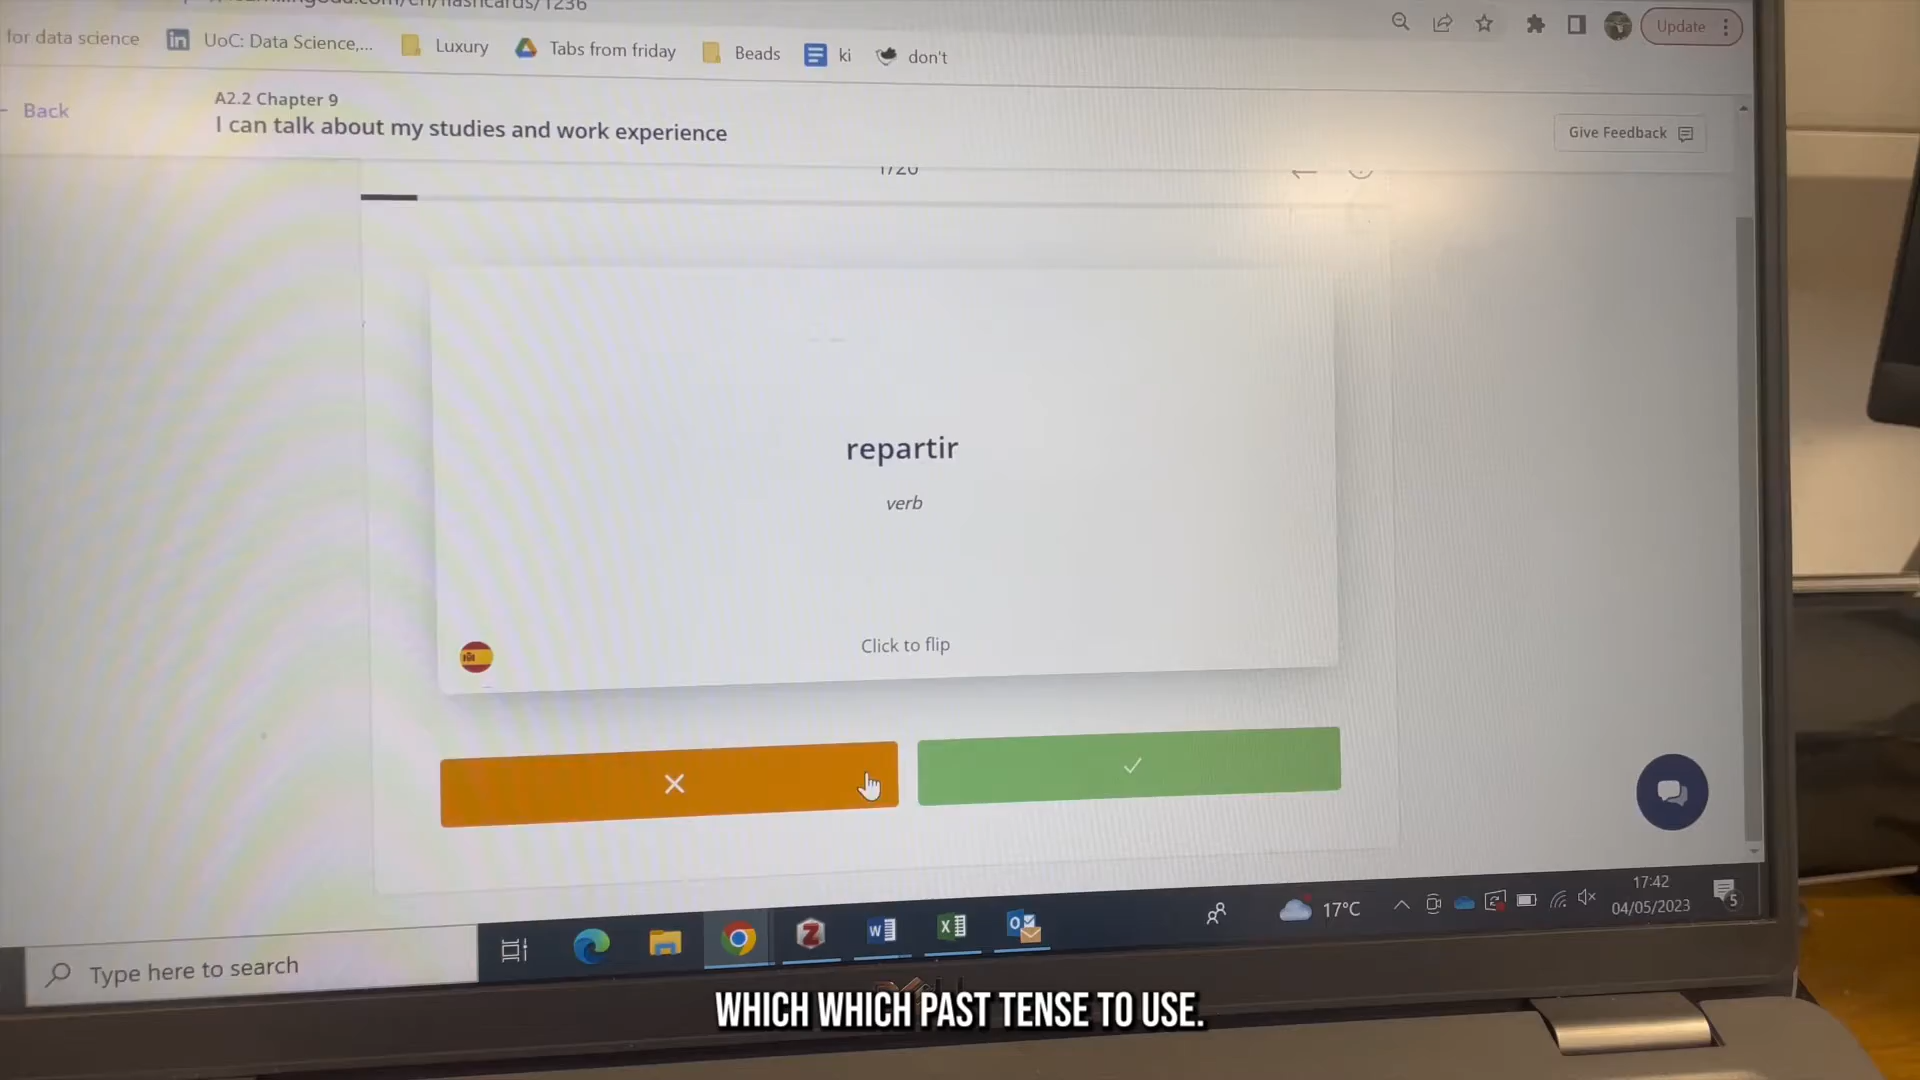 for data science
UoC: Data Science,...
Luxury
Tabs from friday
Beads
ki
don't
Update
Back
A2.2 Chapter 9
I can talk about my studies and work experience
Give Feedback
repartir
verb
Click to flip
17°C
17:42
04/05/2023
5
Type here to search
WHICH WHICH PAST TENSE TO USE.